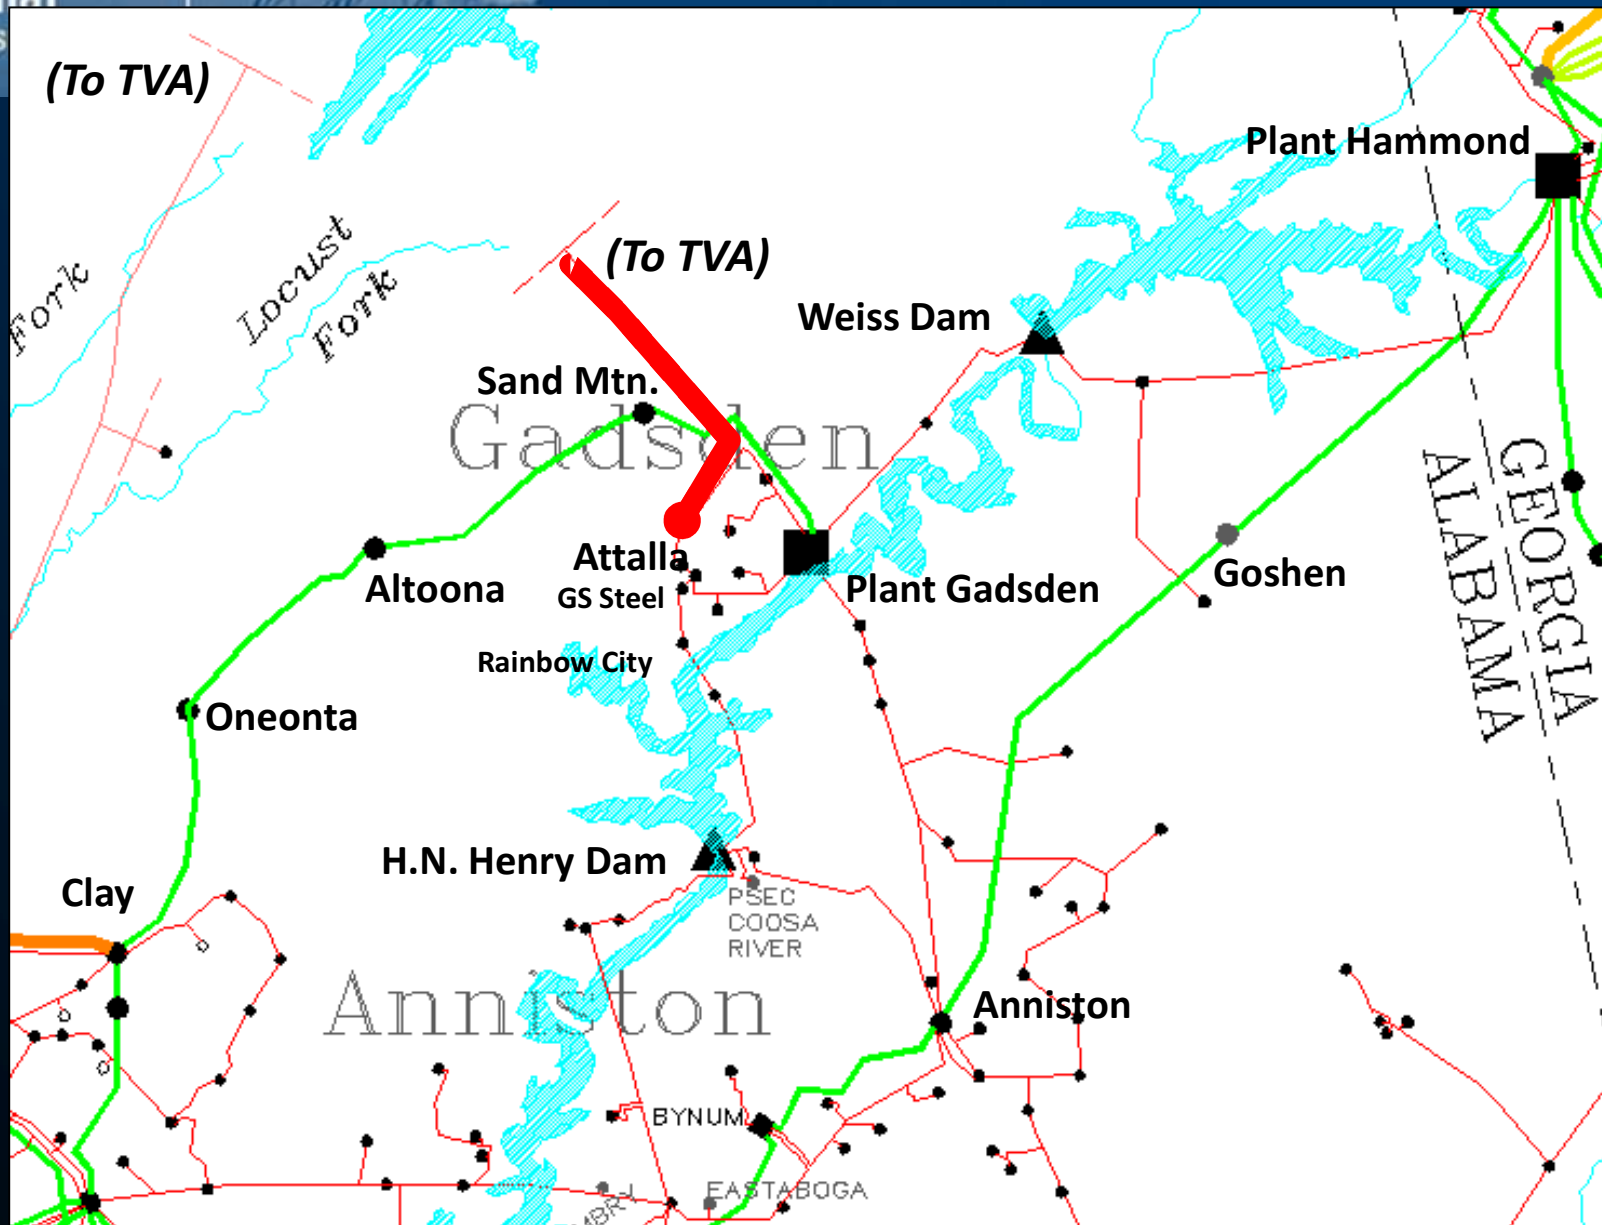 (To TVA)
Plant Hammond
Locust
Fork
Fork
(To TVA)
Weiss Dam
Sand Mtn.
Gadsden
GEORGIA
ALABAMA
Attalla
Altoona
GS Steel
Plant Gadsden
Goshen
Rainbow City
Oneonta
H.N. Henry Dam
Clay
PSEC
COOSA
RIVER
Anniston
Anniston
BYNUM
EASTABOGA